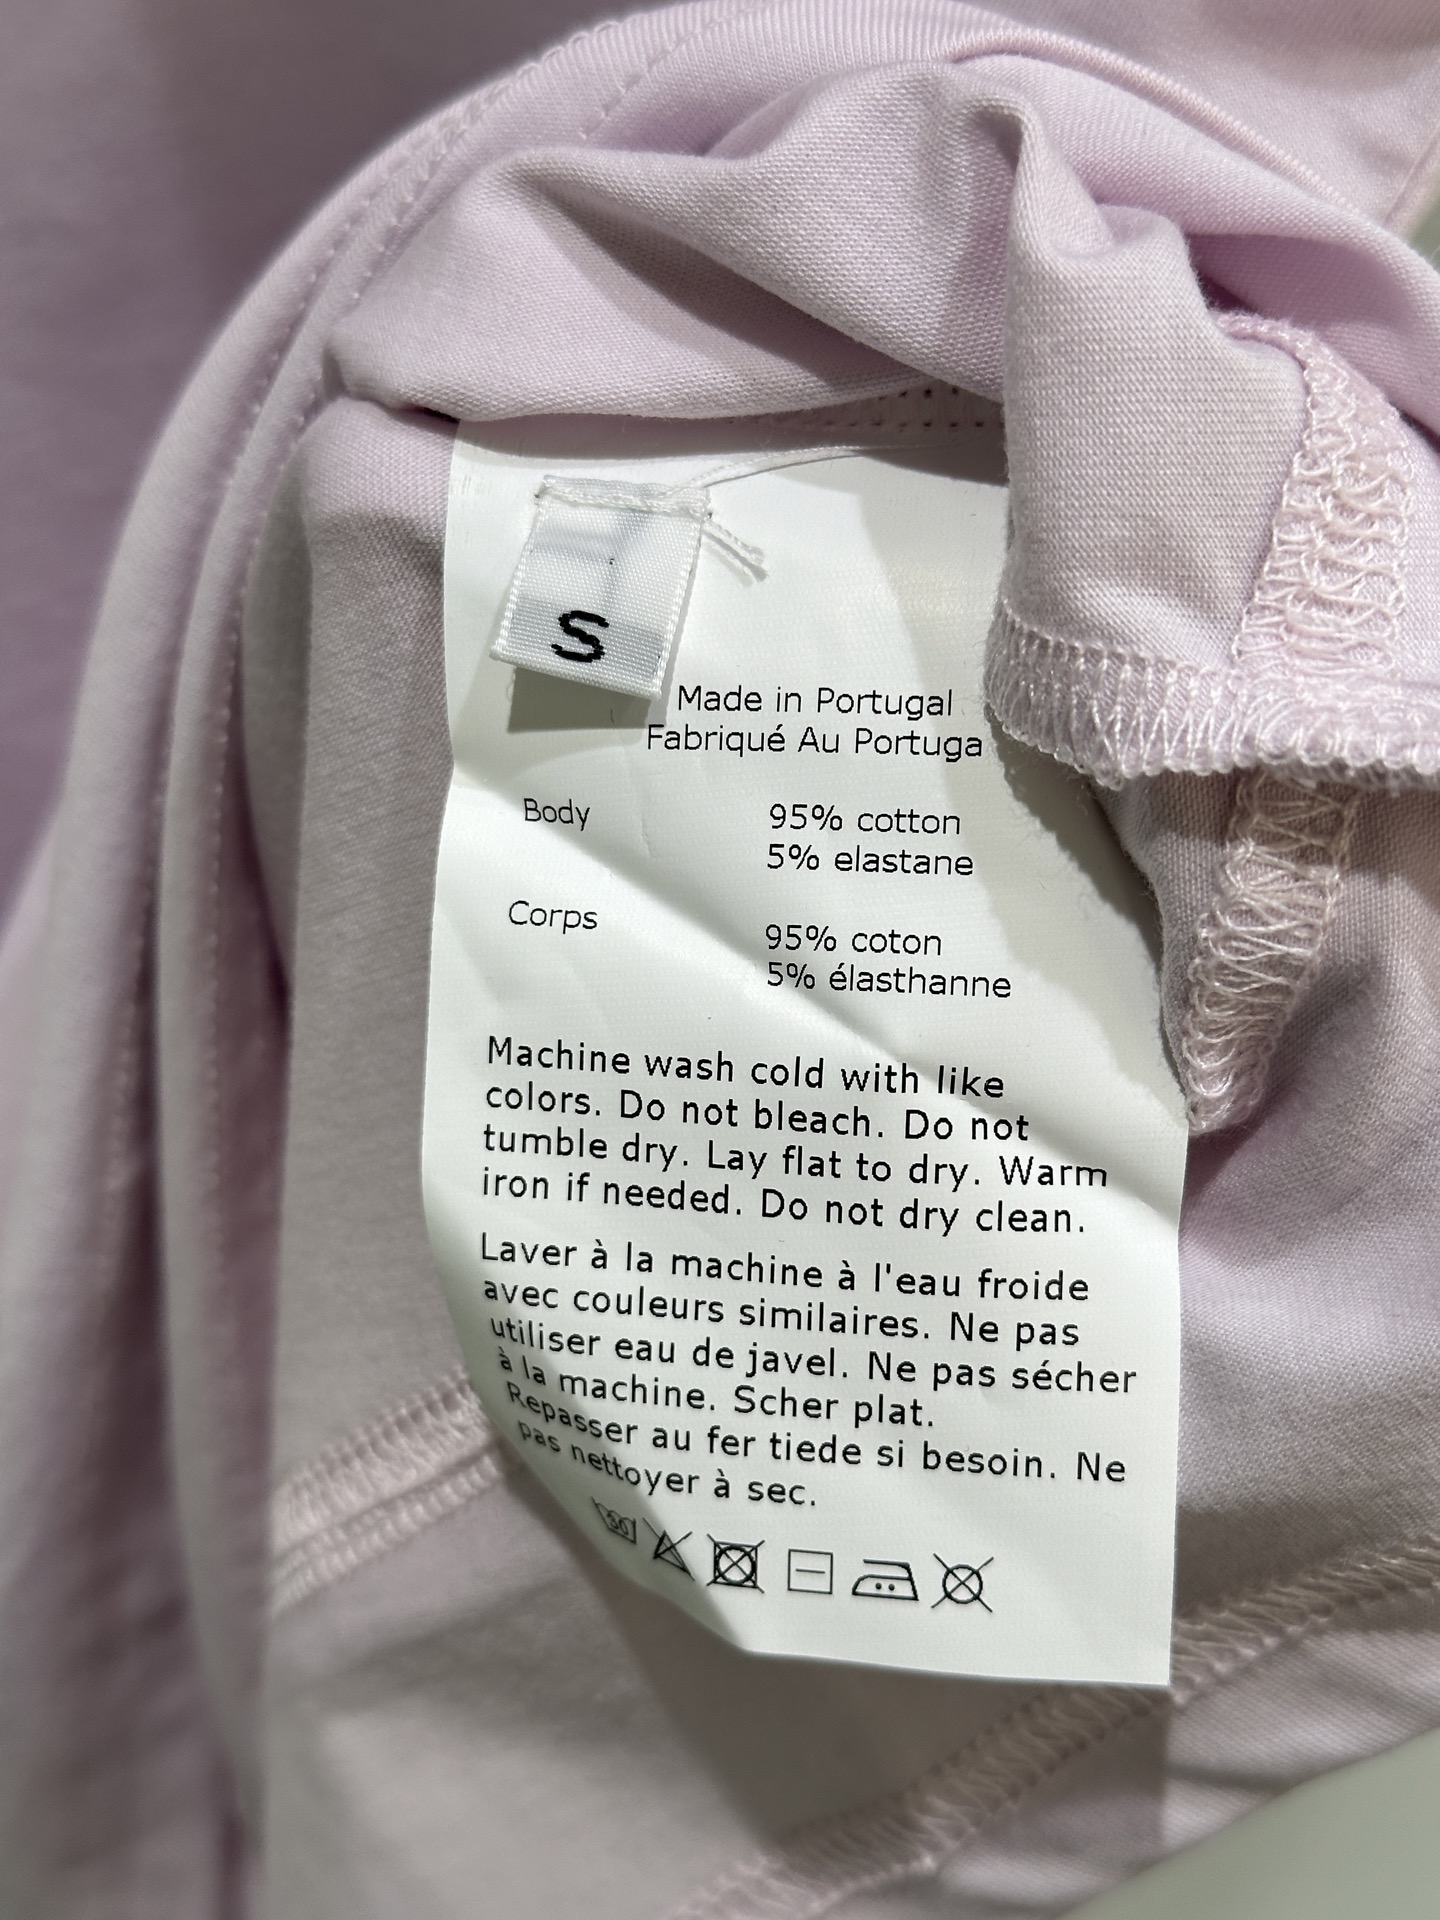 S
Made in Portugal
Fabriqué Au Portuga
Body 95% cotton
5% elastane
Corps 95% coton
5% élasthanne
Machine wash cold with like
colors. Do not bleach. Do not
tumble dry. Lay flat to dry. Warm
iron if needed. Do not dry clean.
Laver à la machine à l'eau froide
avec couleurs similaires. Ne pas
utiliser eau de javel. Ne pas sécher
à la machine. Scher plat.
Repasser au fer tiede si besoin. Ne
pas nettoyer à sec.
30